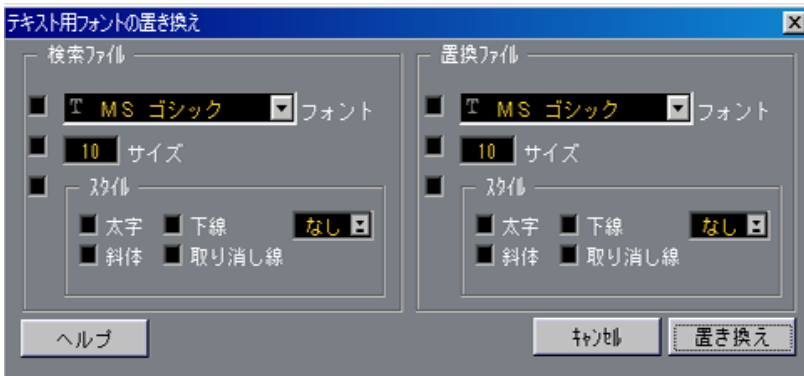 テキスト用フォントの置き換え
検索ﾌｧｲﾙ
MS ゴシック フォント
10 サイズ
ｽﾀｲﾙ
太字 下線 なし
斜体 取り消し線
置換ﾌｧｲﾙ
MS ゴシック フォント
10 サイズ
ｽﾀｲﾙ
太字 下線 なし
斜体 取り消し線
ヘルプ ｷｬﾝｾﾙ 置き換え